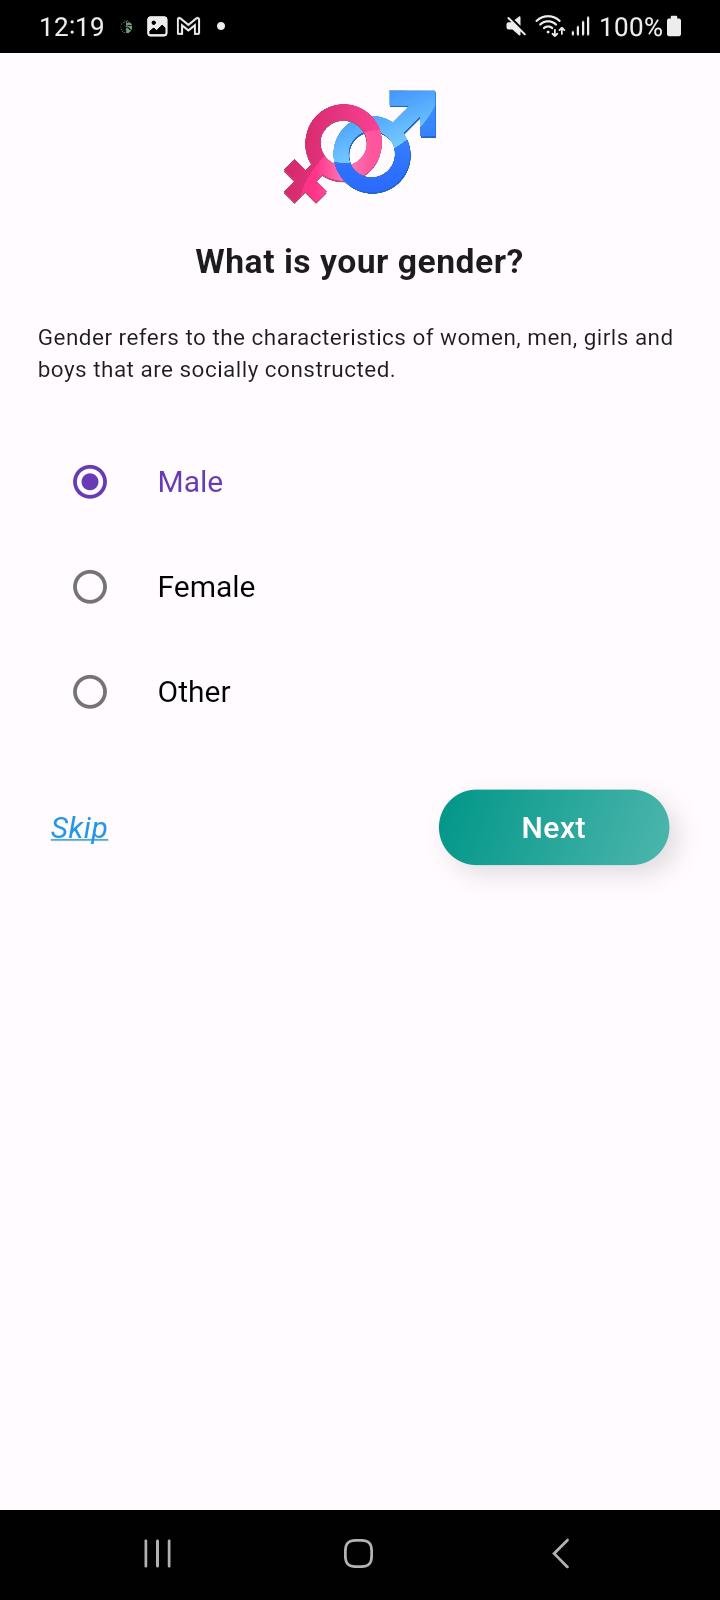 12:19
100%
What is your gender?
Gender refers to the characteristics of women, men, girls and
boys that are socially constructed.
Male
Female
Other
Skip
Next